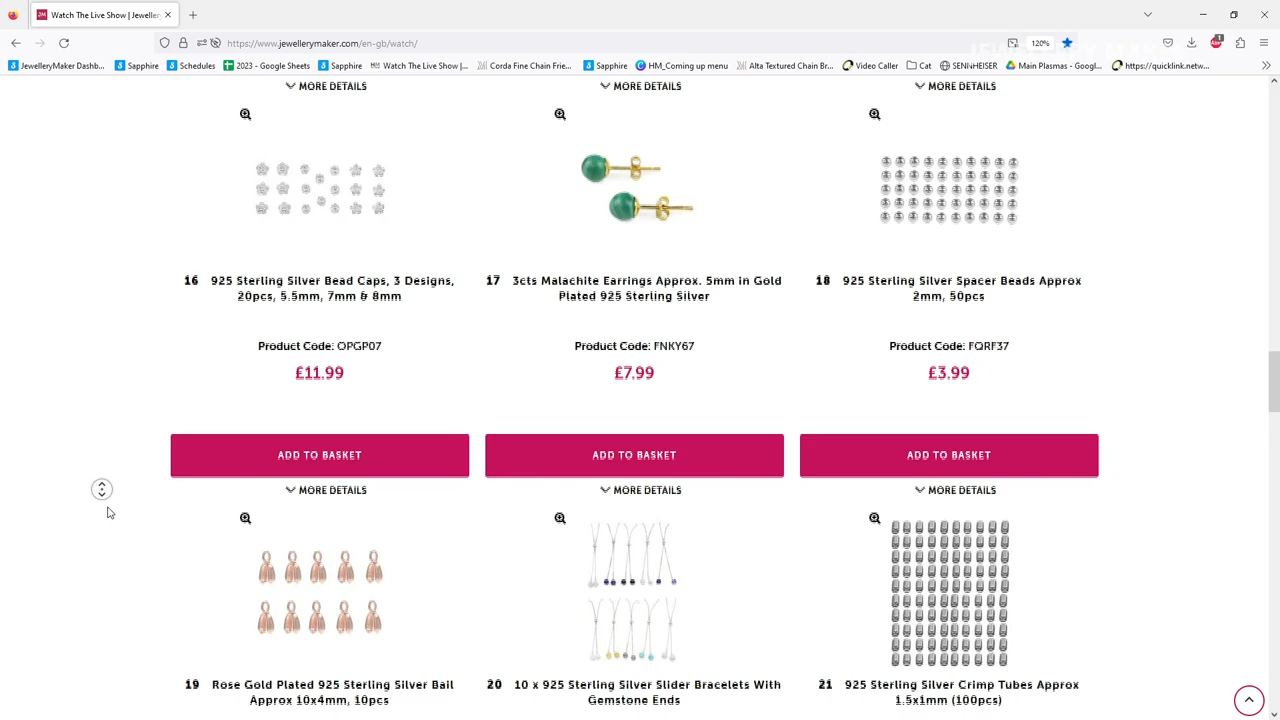 Watch The Live Show | Jeweller
https://www.jewellerymaker.com/en-gb/watch/
120%
JewelleryMaker Dashb...
Sapphire
Schedules
2023 - Google Sheets
Sapphire
Watch The Live Show |...
Corda Fine Chain Frie...
Sapphire
HM_Coming up menu
Alta Textured Chain Br...
Video Caller
Cat
SENNHEISER
Main Plasmas - Googl...
https://quicklink.netw...
MORE DETAILS
MORE DETAILS
MORE DETAILS
16 925 Sterling Silver Bead Caps, 3 Designs,
20pcs, 5.5mm, 7mm & 8mm
Product Code: OPGP07
£11.99
ADD TO BASKET
MORE DETAILS
17 3cts Malachite Earrings Approx. 5mm in Gold
Plated 925 Sterling Silver
Product Code: FNKY67
£7.99
ADD TO BASKET
MORE DETAILS
18 925 Sterling Silver Spacer Beads Approx
2mm, 50pcs
Product Code: FQRF37
£3.99
ADD TO BASKET
MORE DETAILS
19 Rose Gold Plated 925 Sterling Silver Bail
Approx 10x4mm, 10pcs
20 10 x 925 Sterling Silver Slider Bracelets With
Gemstone Ends
21 925 Sterling Silver Crimp Tubes Approx
1.5x1mm (100pcs)